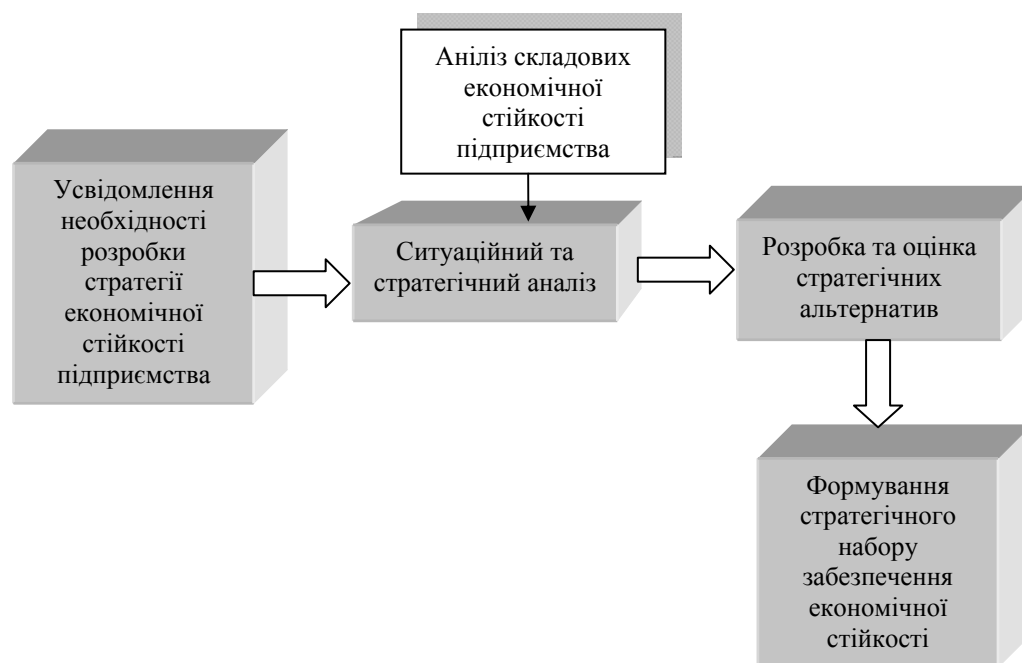 Аніліз складових
економічної
стійкості
підприємства
Усвідомлення
необхідності
розробки
стратегії
економічної
стійкості
підприємства
Ситуаційний та
стратегічний аналіз
Розробка та оцінка
стратегічних
альтернатив
Формування
стратегічного
набору
забезпечення
економічної
стійкості